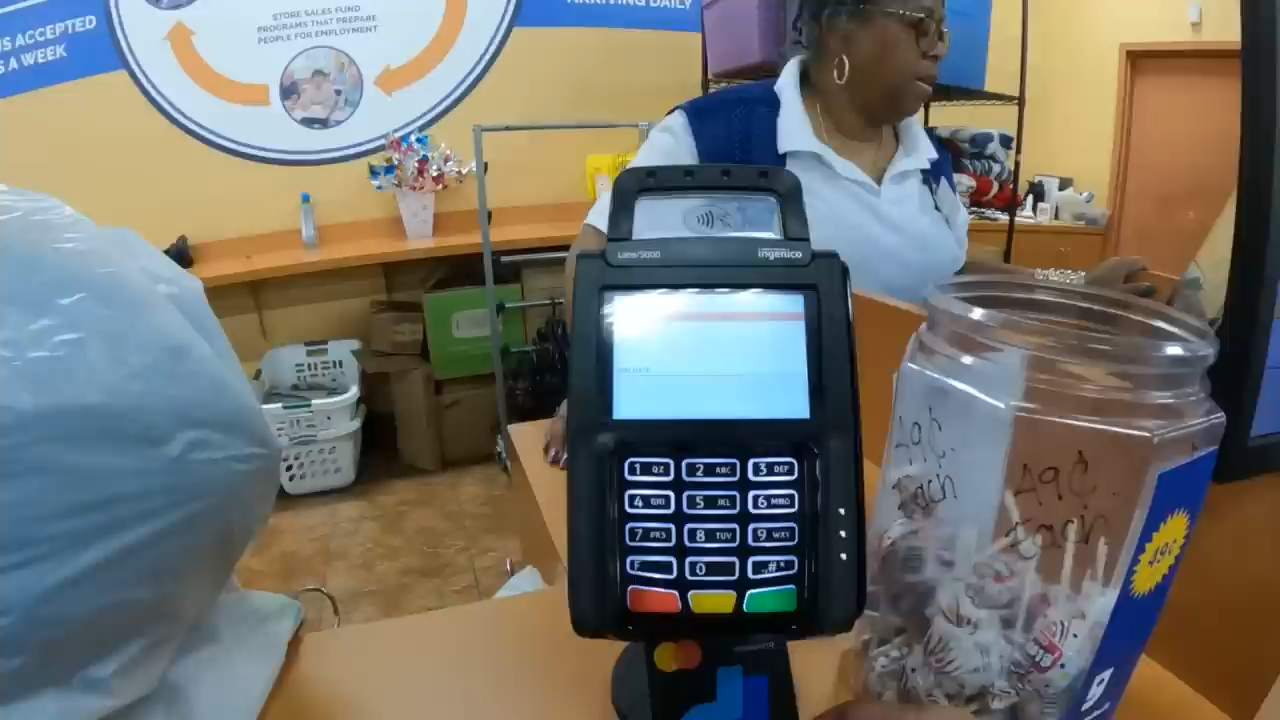 S ACCEPTED
S A WEEK
STORE SALES FUND
PROGRAMS THAT PREPARE
PEOPLE FOR EMPLOYMENT
ARRIVING DAILY
Lane/5000
ingenico
1 QZ
2 ABC
3 DEF
4 GHI
5 JKL
6 MNO
7 PRS
8 TUV
9 WXY
F
0
.,#*
49¢
Each
49¢
Each
49¢